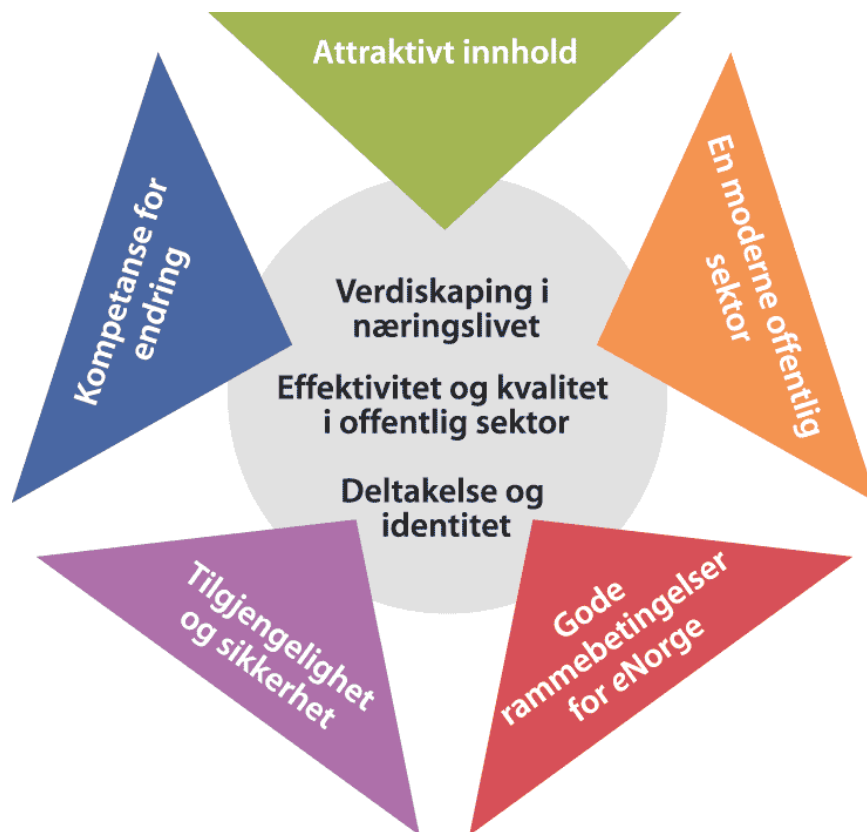 Attraktivt innhold
Kompetanse for
endring
En moderne offentlig
sektor
Verdiskaping i
næringslivet
Effektivitet og kvalitet
i offentlig sektor
Deltakelse og
identitet
Tilgjengelighet
og sikkerhet
Gode
rammebetingelser
for eNorge